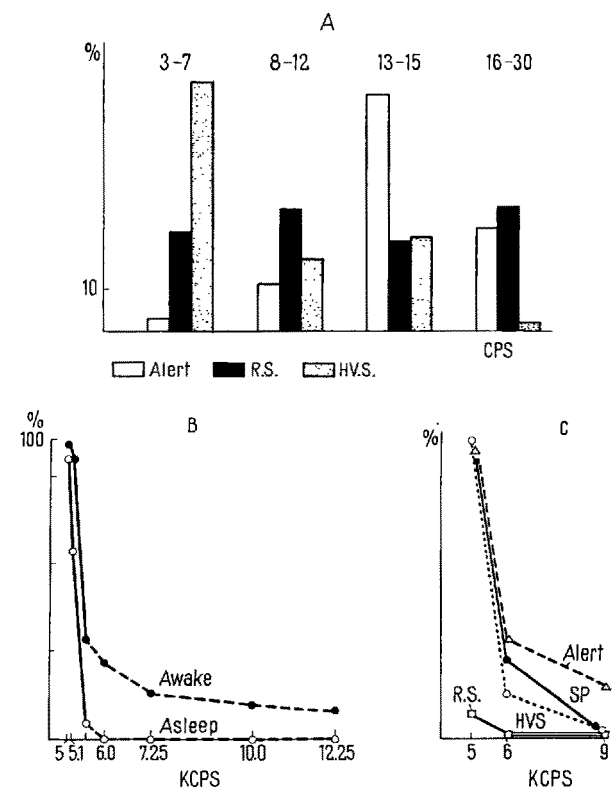 A
%
3-7 8-12 13-15 16-30
10
CPS
Alert R.S. HV.S.
B
%
100
Awake
Asleep
5 5.1 6.0 7.25 10.0 12.25
KCPS
C
%
Alert
SP
R.S.
HVS
5 6 9
KCPS